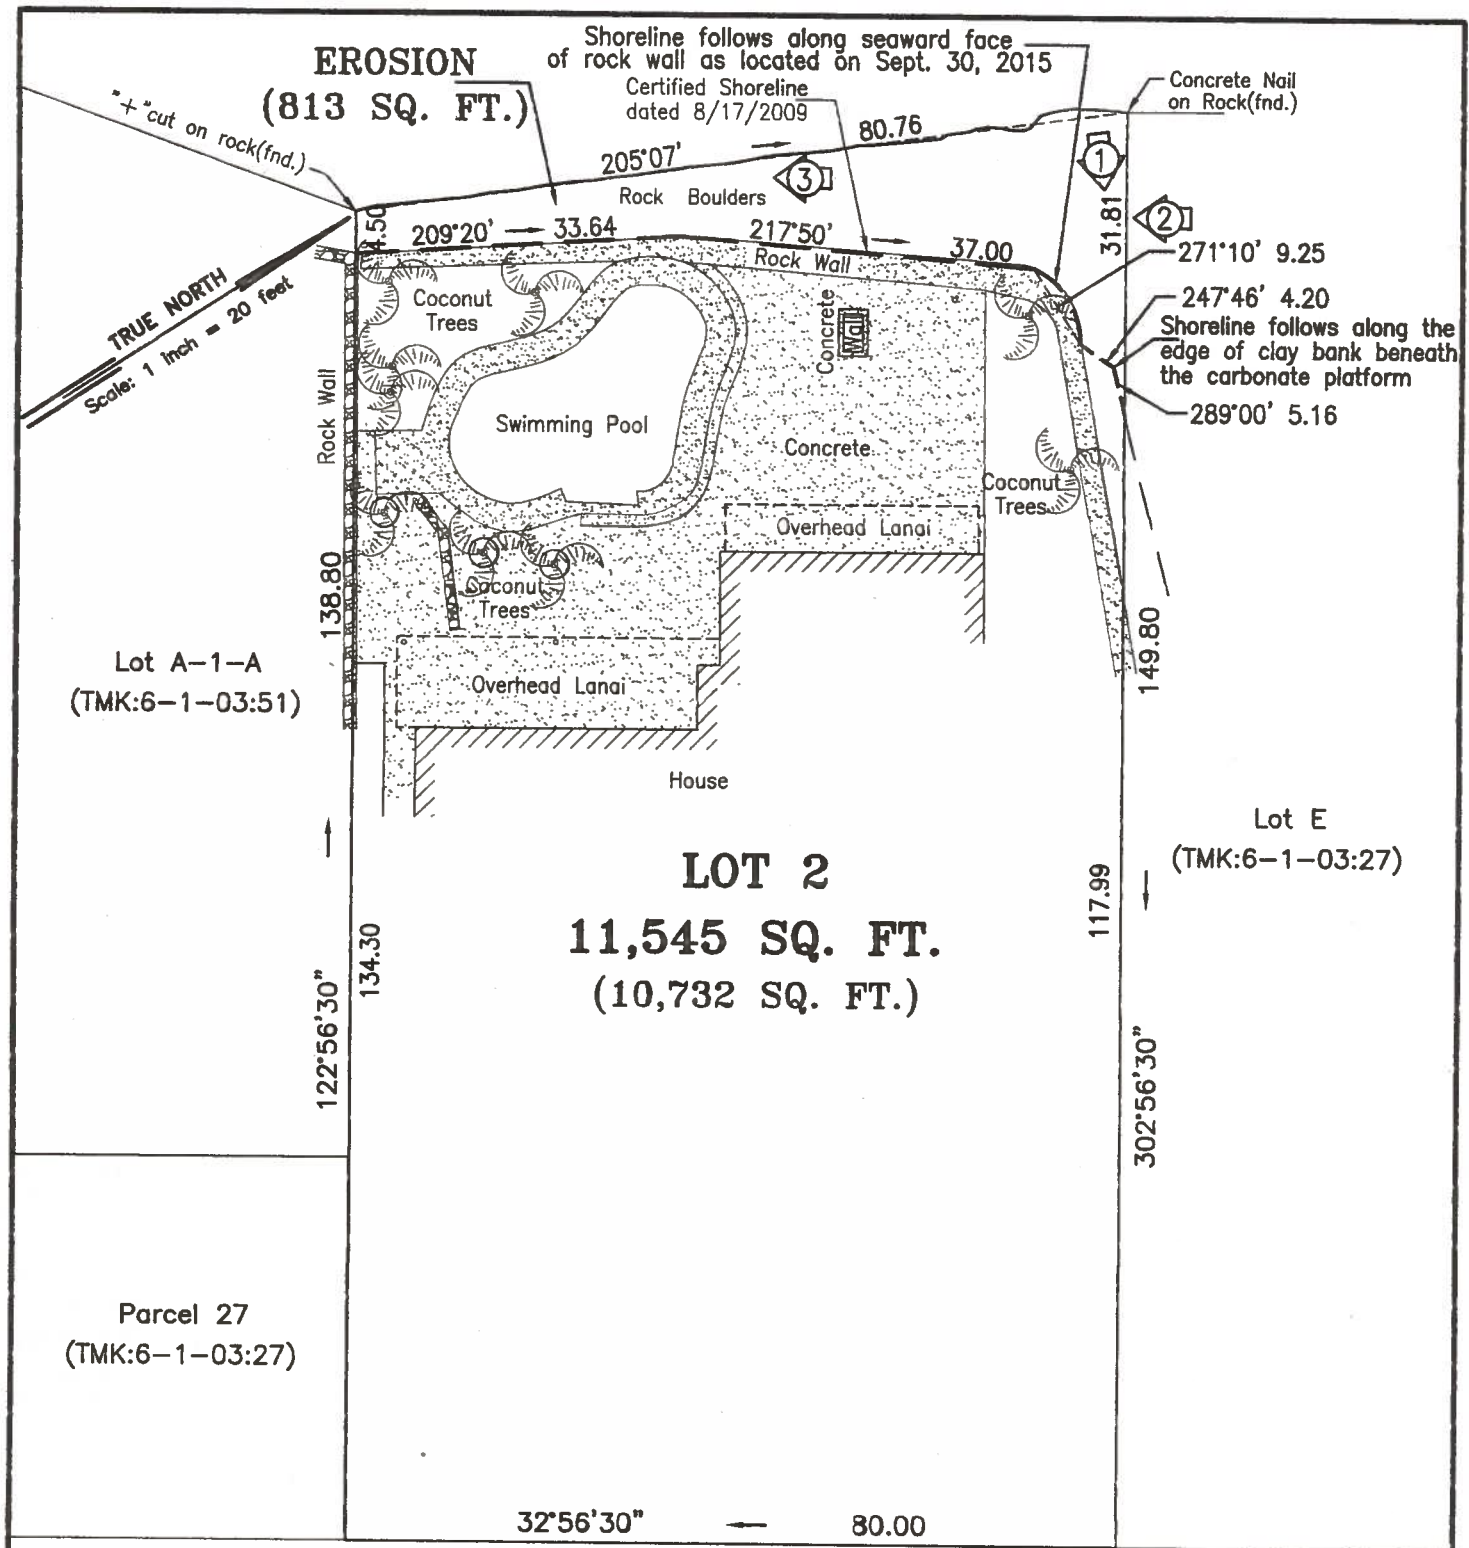 EROSION
(813 SQ. FT.)
Shoreline follows along seaward face
of rock wall as located on Sept. 30, 2015
Certified Shoreline
dated 8/17/2009
Concrete Nail
on Rock(fnd.)
"+"cut on rock(fnd.)
205°07'
80.76
Rock Boulders
3
1
2
31.81
4.50
209°20'
33.64
217°50'
37.00
Rock Wall
271°10' 9.25
247°46' 4.20
Shoreline follows along the
edge of clay bank beneath
the carbonate platform
289°00' 5.16
TRUE NORTH
Scale: 1 inch = 20 feet
Coconut
Trees
Concrete
Wall
Rock Wall
Swimming Pool
Concrete
Coconut
Trees
Overhead Lanai
Coconut
Trees
138.80
149.80
Lot A-1-A
(TMK:6-1-03:51)
Overhead Lanai
House
Lot E
(TMK:6-1-03:27)
LOT 2
11,545 SQ. FT.
(10,732 SQ. FT.)
117.99
134.30
122°56'30"
302°56'30"
Parcel 27
(TMK:6-1-03:27)
32°56'30"
80.00